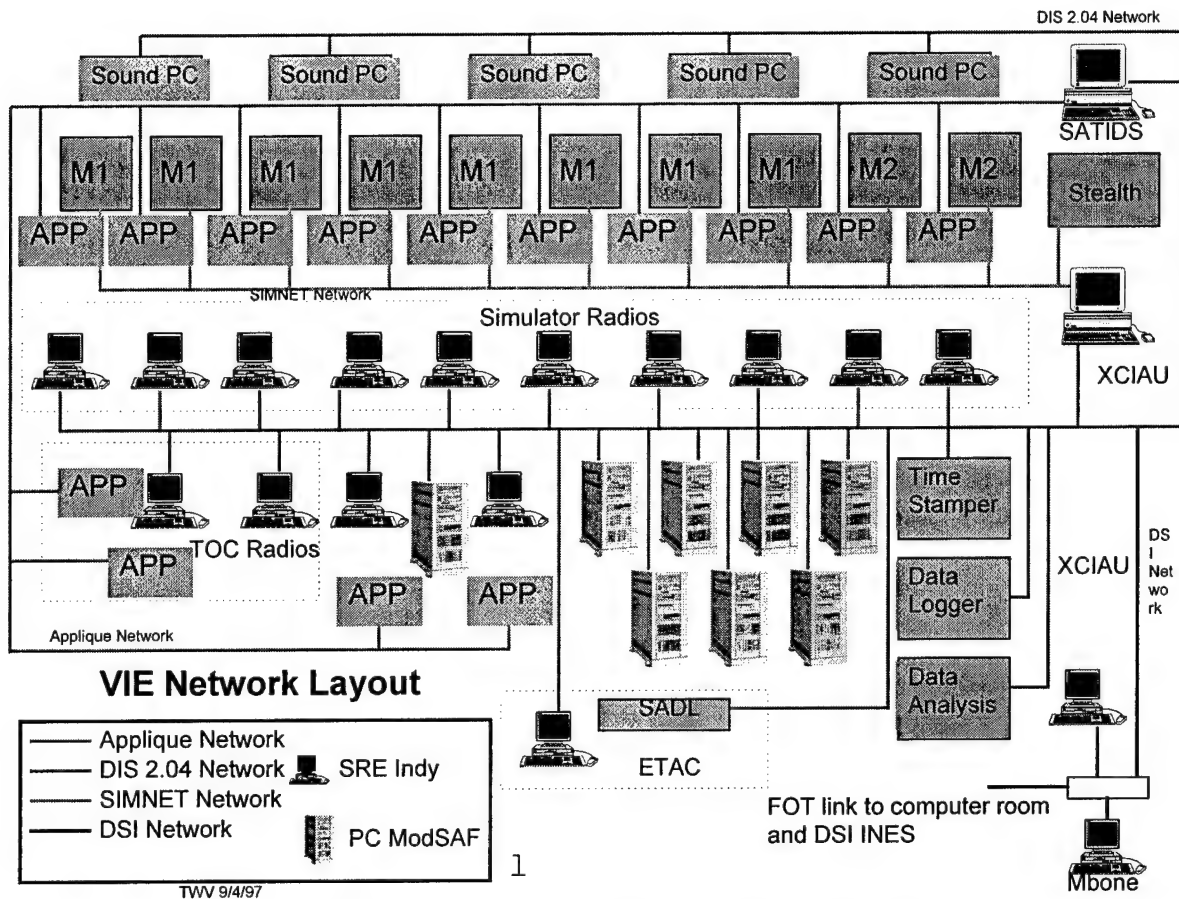 DIS 2.04 Network
Sound PC
Sound PC
Sound PC
Sound PC
Sound PC
SATIDS
M1
M1
M1
M1
M1
M1
M1
M1
M2
M2
Stealth
APP
APP
APP
APP
APP
APP
APP
APP
APP
APP
SIMNET Network
Simulator Radios
XCIAU
APP
TOC Radios
APP
APP
APP
Applique Network
Time
Stamper
Data
Logger
Data
Analysis
XCIAU
DS
I
Net
wo
rk
VIE Network Layout
Applique Network
DIS 2.04 Network
SIMNET Network
DSI Network
SRE Indy
PC ModSAF
SADL
ETAC
FOT link to computer room
and DSI INES
Mbone
1
TWV 9/4/97